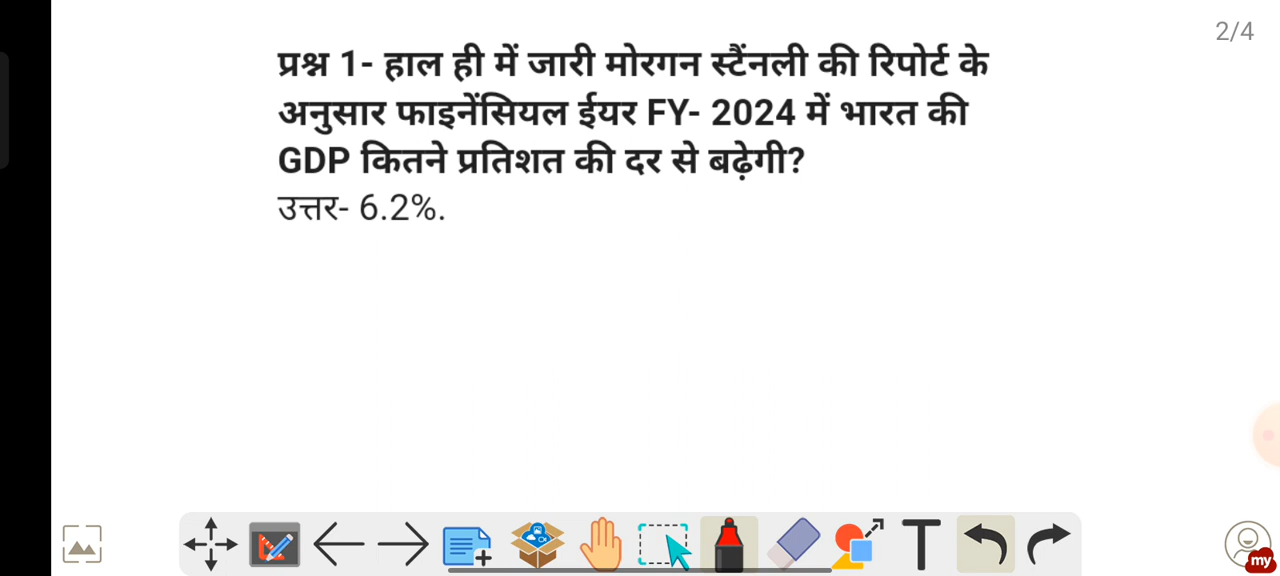 2/4
प्रश्न 1- हाल ही में जारी मोरगन स्टैंनली की रिपोर्ट के
अनुसार फाइनेंसियल ईयर FY- 2024 में भारत की
GDP कितने प्रतिशत की दर से बढ़ेगी?
उत्तर- 6.2%.
T
my